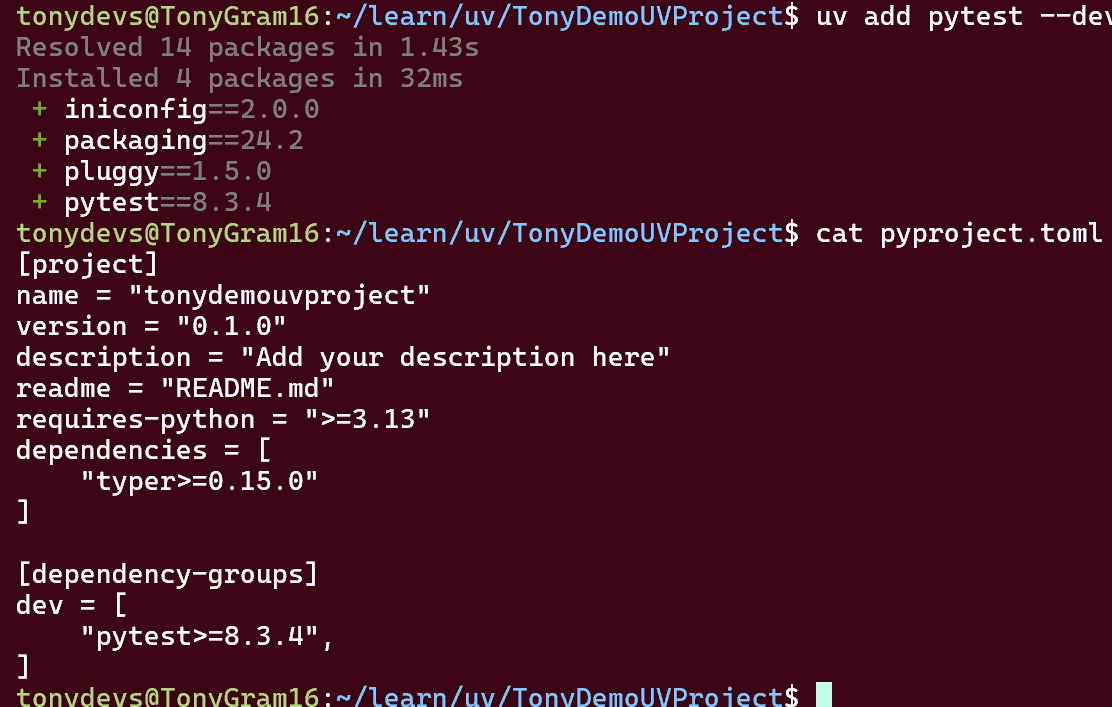 tonydevs@TonyGram16:~/learn/uv/TonyDemoUVProject$ uv add pytest --dev
Resolved 14 packages in 1.43s
Installed 4 packages in 32ms
 + iniconfig==2.0.0
 + packaging==24.2
 + pluggy==1.5.0
 + pytest==8.3.4
tonydevs@TonyGram16:~/learn/uv/TonyDemoUVProject$ cat pyproject.toml
[project]
name = "tonydemouvproject"
version = "0.1.0"
description = "Add your description here"
readme = "README.md"
requires-python = ">=3.13"
dependencies = [
    "typer>=0.15.0"
]

[dependency-groups]
dev = [
    "pytest>=8.3.4",
]
tonydevs@TonyGram16:~/learn/uv/TonyDemoUVProject$